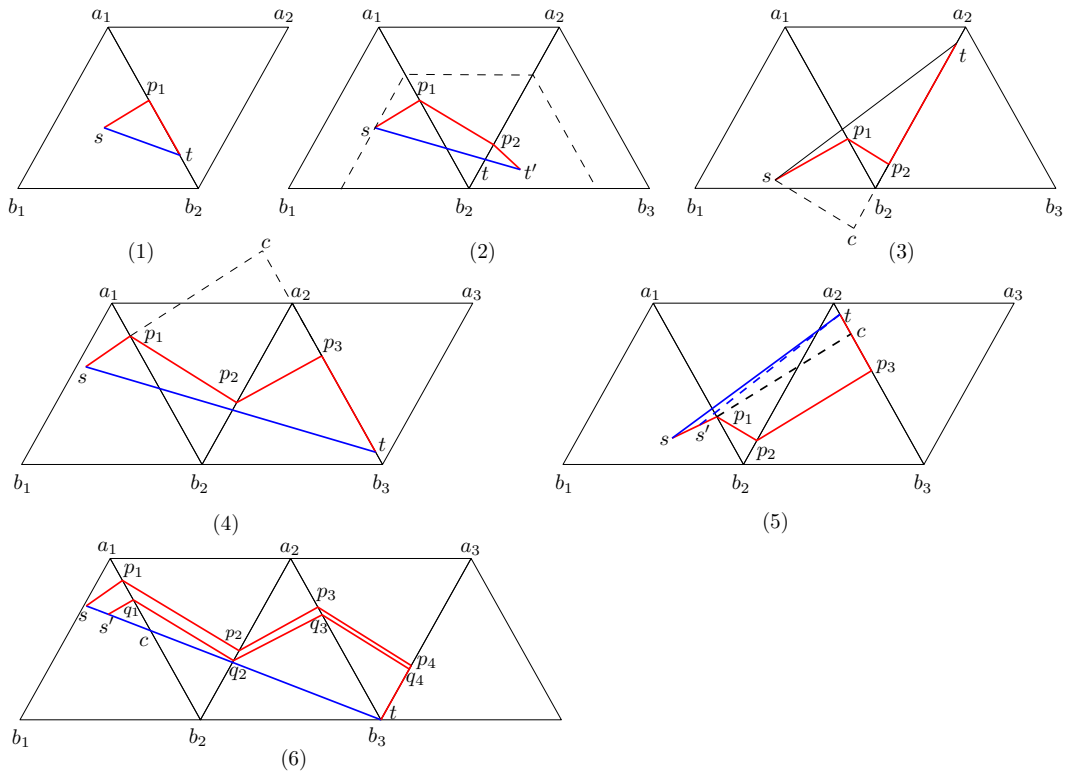 a₁ a₂ a₁ a₂ a₁ a₂
p₁ p₁ t
s t s p₂ p₁
t t′ s p₂
b₁ b₂ b₁ b₂ b₃ b₁ b₂ b₃
c
(1) (2) (3)
c
a₁ a₂ a₃ a₁ a₂ a₃
p₁ p₃ t c
s p₂ p₃
t s s′ p₁ p₂
b₁ b₂ b₃ b₁ b₂ b₃
(4) (5)
a₁ a₂ a₃
p₁ p₃
s s′ q₁ q₃
c p₂ p₄
q₂ q₄
t
b₁ b₂ b₃
(6)